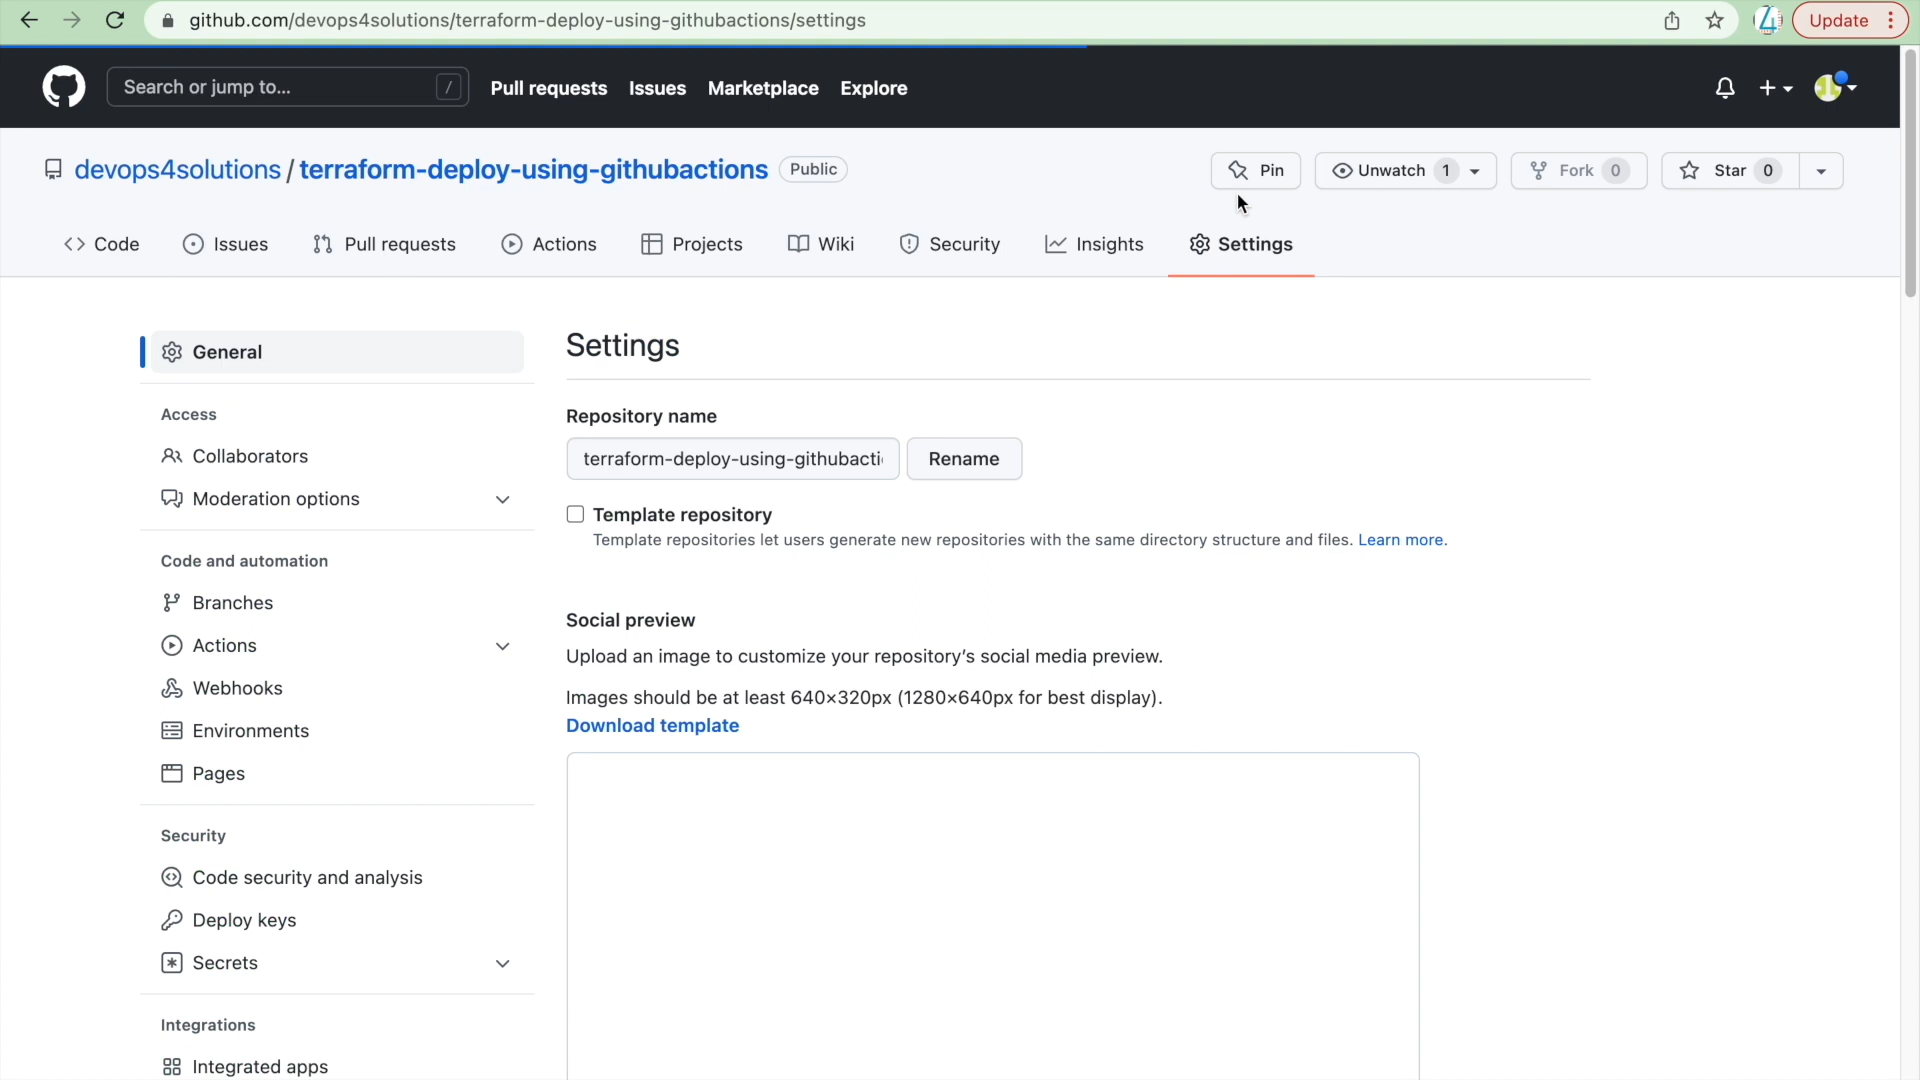 github.com/devops4solutions/terraform-deploy-using-githubactions/settings
Update
Search or jump to... /
Pull requests Issues Marketplace Explore
devops4solutions / terraform-deploy-using-githubactions Public
Pin Unwatch 1 Fork 0 Star 0
Code Issues Pull requests Actions Projects Wiki Security Insights Settings
General
Access
Collaborators
Moderation options
Code and automation
Branches
Actions
Webhooks
Environments
Pages
Security
Code security and analysis
Deploy keys
Secrets
Integrations
Integrated apps
Settings
Repository name
terraform-deploy-using-githubacti
Rename
Template repository
Template repositories let users generate new repositories with the same directory structure and files. Learn more.
Social preview
Upload an image to customize your repository's social media preview.
Images should be at least 640×320px (1280×640px for best display).
Download template